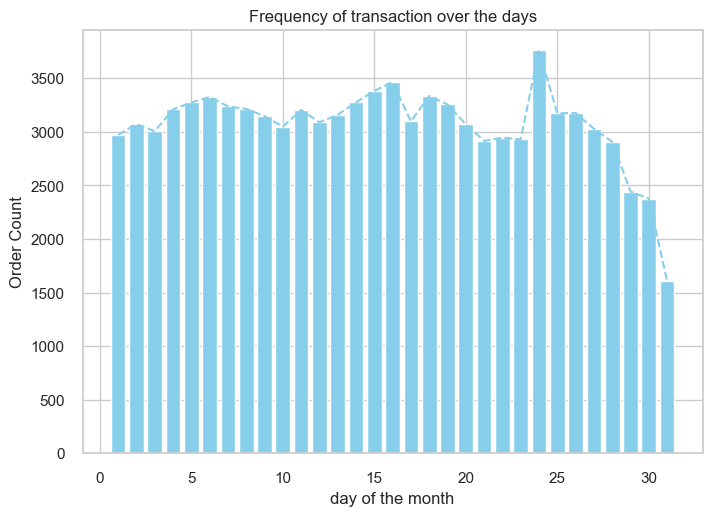 Frequency of transaction over the days
Order Count
3500
3000
2500
2000
1500
1000
500
0
0 5 10 15 20 25 30
day of the month